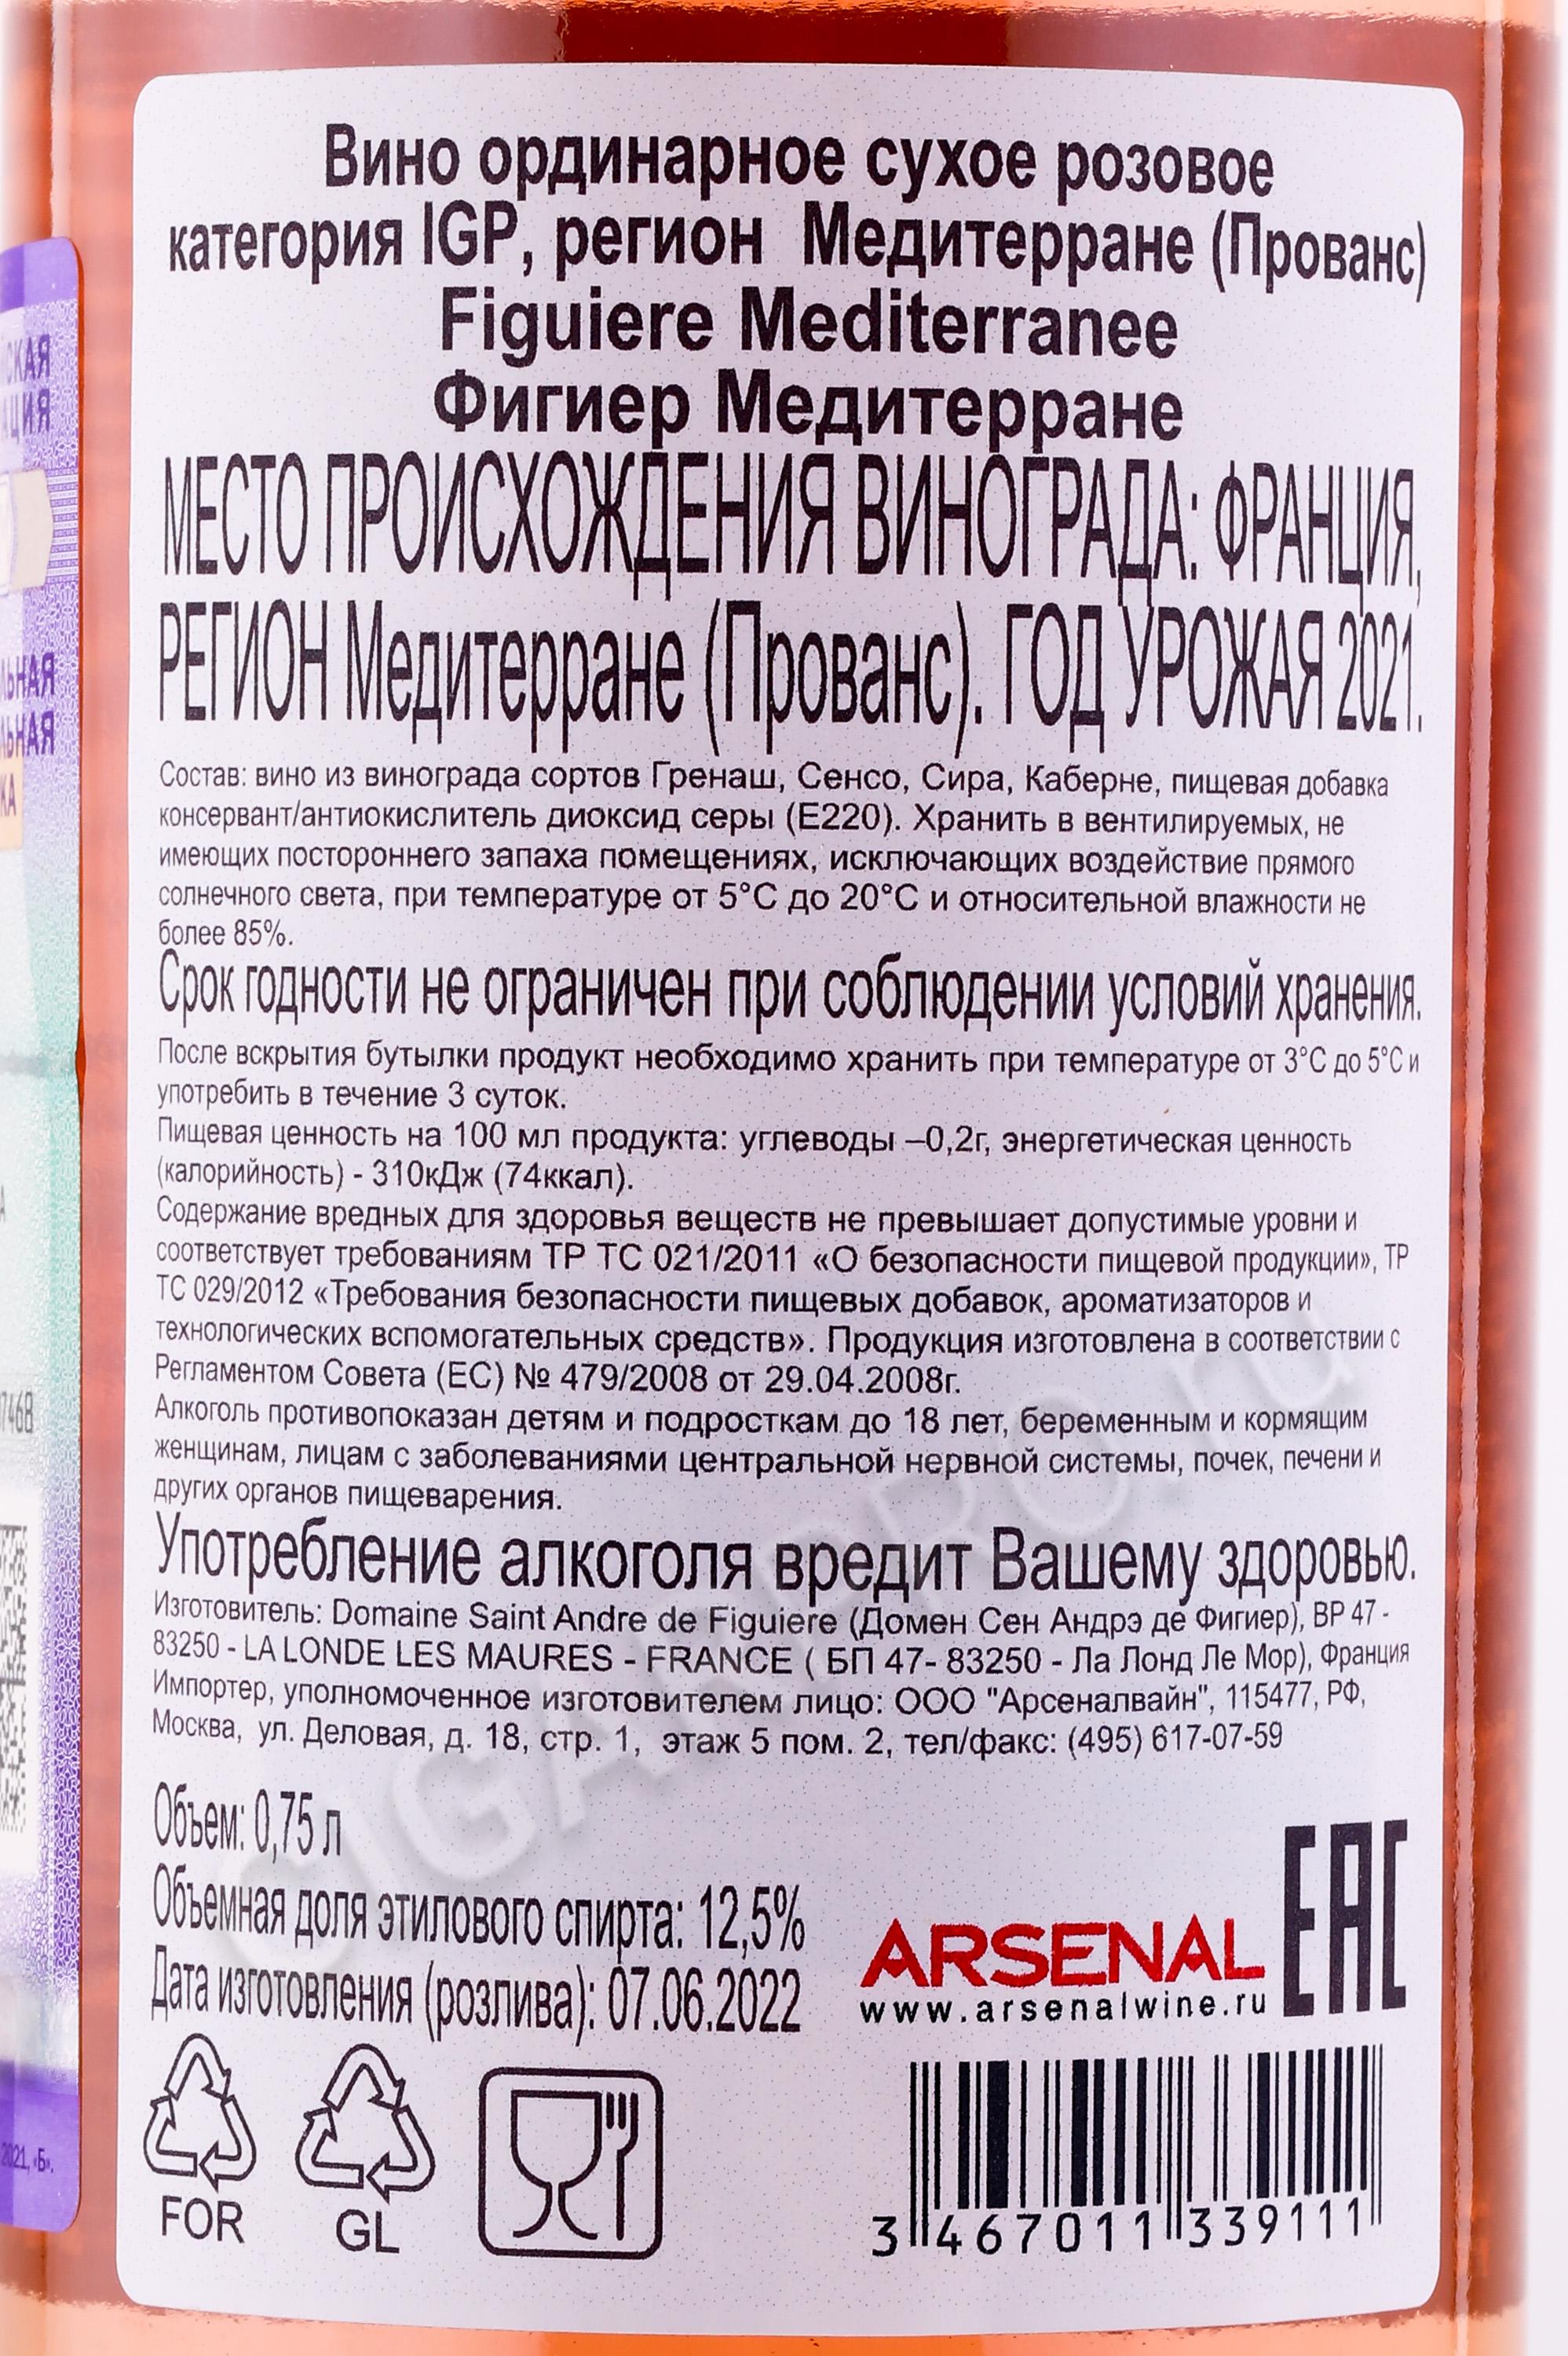 Вино ординарное сухое розовое
категория IGP, регион Медитерране (Прованс)
Figuiere Mediterranee
Фигиер Медитерране
МЕСТО ПРОИСХОЖДЕНИЯ ВИНОГРАДА: ФРАНЦИЯ,
РЕГИОН Медитерране (Прованс). ГОД УРОЖАЯ 2021.
Состав: вино из винограда сортов Гренаш, Сенсо, Сира, Каберне, пищевая добавка
консервант/антиокислитель диоксид серы (Е220). Хранить в вентилируемых, не
имеющих постороннего запаха помещениях, исключающих воздействие прямого
солнечного света, при температуре от 5°С до 20°С и относительной влажности не
более 85%.
Срок годности не ограничен при соблюдении условий хранения.
После вскрытия бутылки продукт необходимо хранить при температуре от 3°С до 5°С и
употребить в течение 3 суток.
Пищевая ценность на 100 мл продукта: углеводы –0,2г, энергетическая ценность
(калорийность) - 310кДж (74ккал).
Содержание вредных для здоровья веществ не превышает допустимые уровни и
соответствует требованиям ТР ТС 021/2011 «О безопасности пищевой продукции», ТР
ТС 029/2012 «Требования безопасности пищевых добавок, ароматизаторов и
технологических вспомогательных средств». Продукция изготовлена в соответствии с
Регламентом Совета (ЕС) № 479/2008 от 29.04.2008г.
Алкоголь противопоказан детям и подросткам до 18 лет, беременным и кормящим
женщинам, лицам с заболеваниями центральной нервной системы, почек, печени и
других органов пищеварения.
Употребление алкоголя вредит Вашему здоровью.
Изготовитель: Domaine Saint Andre de Figuiere (Домен Сен Андрэ де Фигиер), BP 47 -
83250 - LA LONDE LES MAURES - FRANCE ( БП 47- 83250 - Ла Лонд Ле Мор), Франция
Импортер, уполномоченное изготовителем лицо: ООО "Арсеналвайн", 115477, РФ,
Москва, ул. Деловая, д. 18, стр. 1, этаж 5 пом. 2, тел/факс: (495) 617-07-59
Объем: 0,75 л
Объемная доля этилового спирта: 12,5%
Дата изготовления (розлива): 07.06.2022
ARSENAL
www.arsenalwine.ru
EAC
FOR
GL
3 467011 339111
CIGARPRO.ru